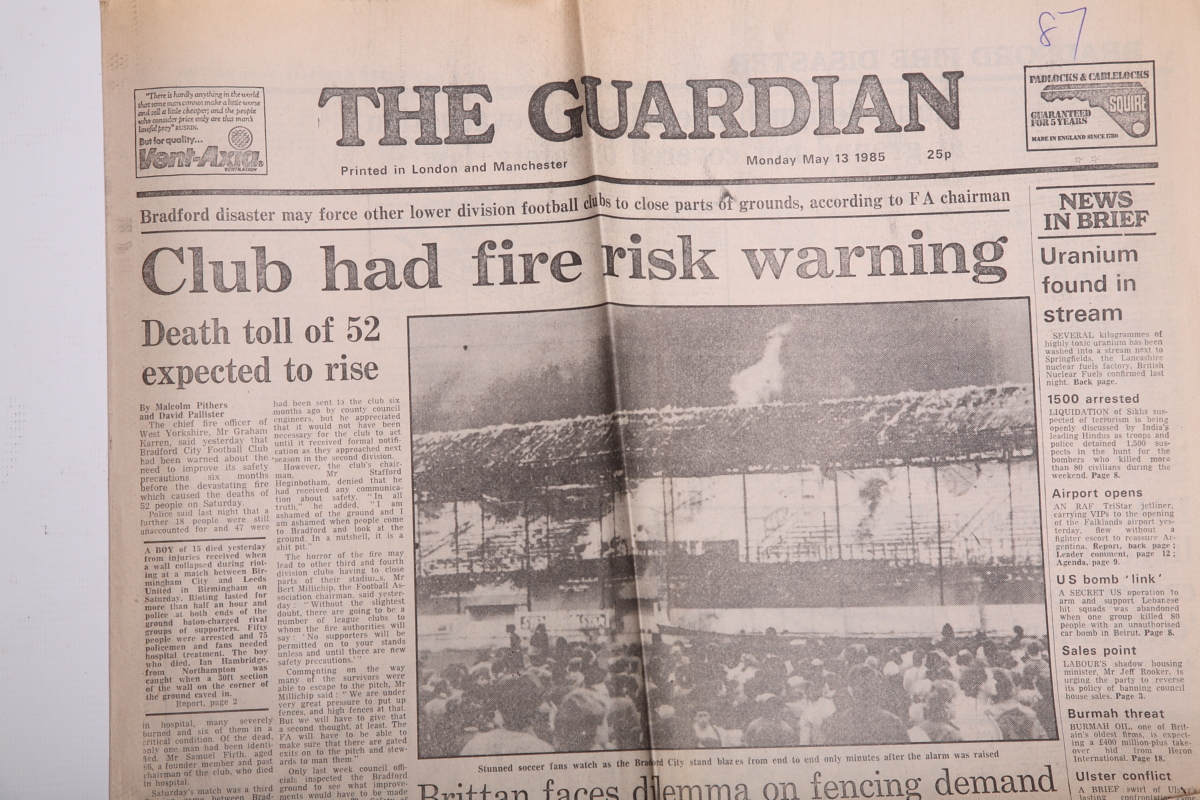 87
"There is hardly anything in the world
that some man cannot make a little worse
and sell a little cheaper; and the people
who consider price only are this man's
lawful prey" RUSKIN.
But for quality...
Vent-Axia
VENTILATION
THE GUARDIAN
Printed in London and Manchester
Monday May 13 1985
25p
PADLOCKS & CABLELOCKS
SQUIRE
GUARANTEED
FOR 5 YEARS
MADE IN ENGLAND SINCE 1780
Bradford disaster may force other lower division football clubs to close parts of grounds, according to FA chairman
Club had fire risk warning
Death toll of 52
expected to rise
By Malcolm Pithers
and David Pallister
The chief fire officer of
West Yorkshire, Mr Graham
Karren, said yesterday that
Bradford City Football Club
had been warned about the
need to improve its safety
precautions six months
before the devastating fire
which caused the deaths of
52 people on Saturday.
Police said last night that a
further 18 people were still
unaccounted for and 47 were
A BOY of 15 died yesterday
from injuries received when
a wall collapsed during riot-
ing at a match between Bir-
mingham City and Leeds
United in Birmingham on
Saturday. Rioting lasted for
more than half an hour and
police at both ends of the
ground baton-charged rival
groups of supporters. Fifty
people were arrested and 75
policemen and fans needed
hospital treatment. The boy
who died, Ian Hambridge,
from Northampton was
caught when a 30ft section
of the wall on the corner of
the ground caved in.
Report, page 2
in hospital, many severely
burned and six of them in a
critical condition. Of the dead,
only one man had been identi-
fied, Mr Samuel Firth, aged
86, a founder member and past
chairman of the club, who died
in hospital.
Saturday's match was a third
game between Brad-
had been sent to the club six
months ago by county council
engineers, but he appreciated
that it would not have been
necessary for the club to act
until it received formal notifi-
cation as they approached next
season in the second division.
However, the club's chair-
man, Mr Stafford
Heginbotham, denied that he
had received any communica-
tion about safety. "In all
truth," he added, "I am
ashamed of the ground and I
am ashamed when people come
to Bradford and look at the
ground. In a nutshell, it is a
shit pit."
The horror of the fire may
lead to other third and fourth
division clubs having to close
parts of their stadiums. Mr
Bert Millichip, the Football As-
sociation chairman, said yester-
day: "Without the slightest
doubt, there are going to be a
number of league clubs to
whom the fire authorities will
say: 'No supporters will be
permitted on to your stands
unless and until there are new
safety precautions.'"
Commenting on the way
many of the survivors were
able to escape to the pitch, Mr
Millichip said: "We are under
very great pressure to put up
fences, and high fences at that.
But we will have to give that
a second thought, at least. The
FA will have to be able to
make sure that there are gated
exits on to the pitch and stew-
ards to man them."
Only last week council offi-
cials inspected the Bradford
ground to see what improve-
ments would have to be made
Stunned soccer fans watch as the Bradford City stand blazes from end to end only minutes after the alarm was raised
Brittan faces dilemma on fencing demand
NEWS
IN BRIEF
Uranium
found in
stream
SEVERAL kilogrammes of
highly toxic uranium has been
washed into a stream next to
Springfields, the Lancashire
nuclear fuels factory, British
Nuclear Fuels confirmed last
night. Back page.
1500 arrested
LIQUIDATION of Sikhs sus-
pected of terrorism is being
openly discussed by India's
leading Hindus as troops and
police detained 1,500 sus-
pects in the hunt for the
bombers who killed more
than 80 civilians during the
weekend. Page 8.
Airport opens
AN RAF TriStar jetliner,
carrying VIPs to the opening
of the Falklands airport yes-
terday, flew without a
fighter escort to reassure Ar-
gentina. Report, back page;
Leader comment, page 12;
Agenda, page 9.
US bomb 'link'
A SECRET US operation to
arm and support Lebanese
hit squads was abandoned
when one group killed 80
people with an unauthorised
car bomb in Beirut. Page 8.
Sales point
LABOUR'S shadow housing
minister, Mr Jeff Rooker, is
urging the party to reverse
its policy of banning council
house sales. Page 3.
Burmah threat
BURMAH OIL, one of Brit-
ain's oldest firms, is expect-
ing a £400 million-plus take-
over bid from Heron
International. Page 18.
Ulster conflict
A BRIEF swirl of Ulster